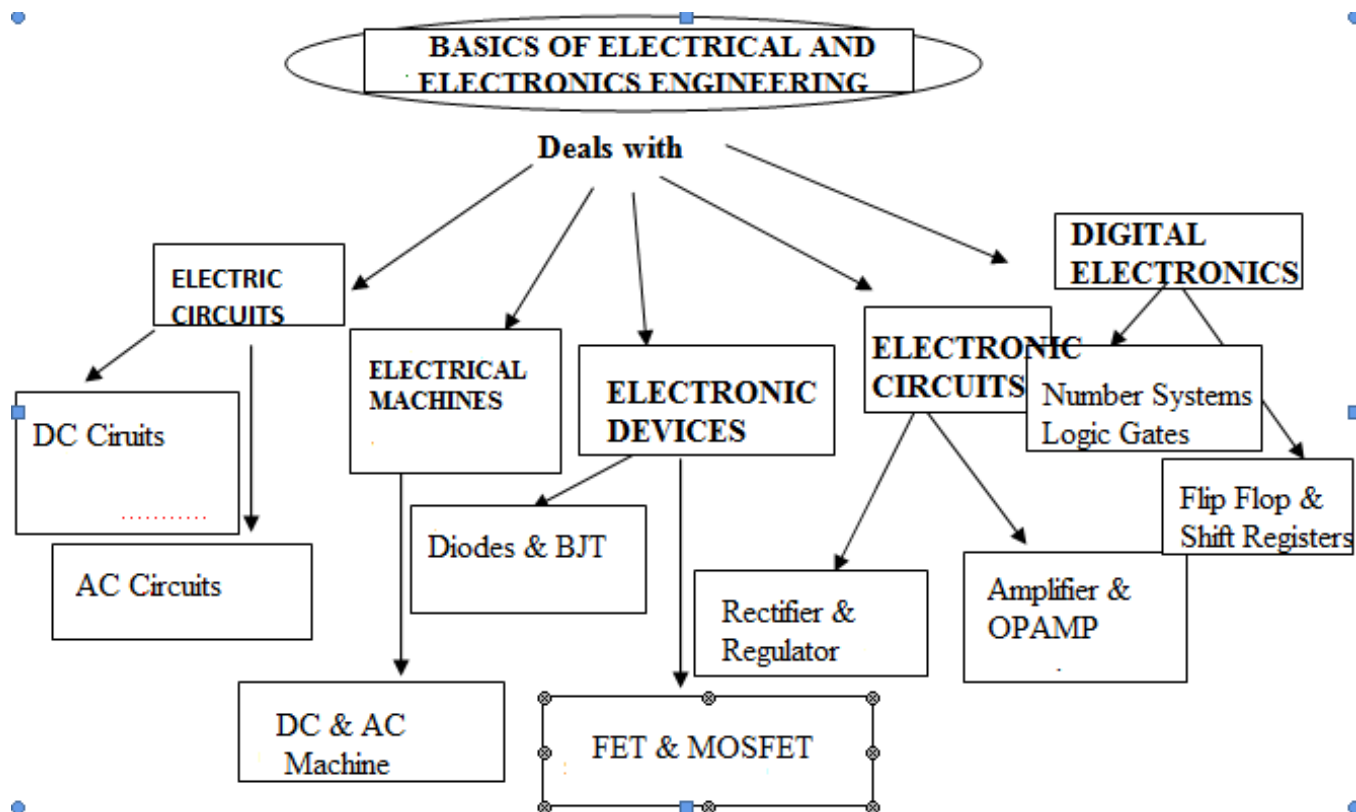 BASICS OF ELECTRICAL AND
ELECTRONICS ENGINEERING
Deals with
ELECTRIC
CIRCUITS
ELECTRICAL
MACHINES
ELECTRONIC
DEVICES
ELECTRONIC
CIRCUITS
DIGITAL
ELECTRONICS
DC Ciruits
AC Circuits
DC & AC
Machine
Diodes & BJT
FET & MOSFET
Rectifier &
Regulator
Amplifier &
OPAMP
Number Systems
Logic Gates
Flip Flop &
Shift Registers